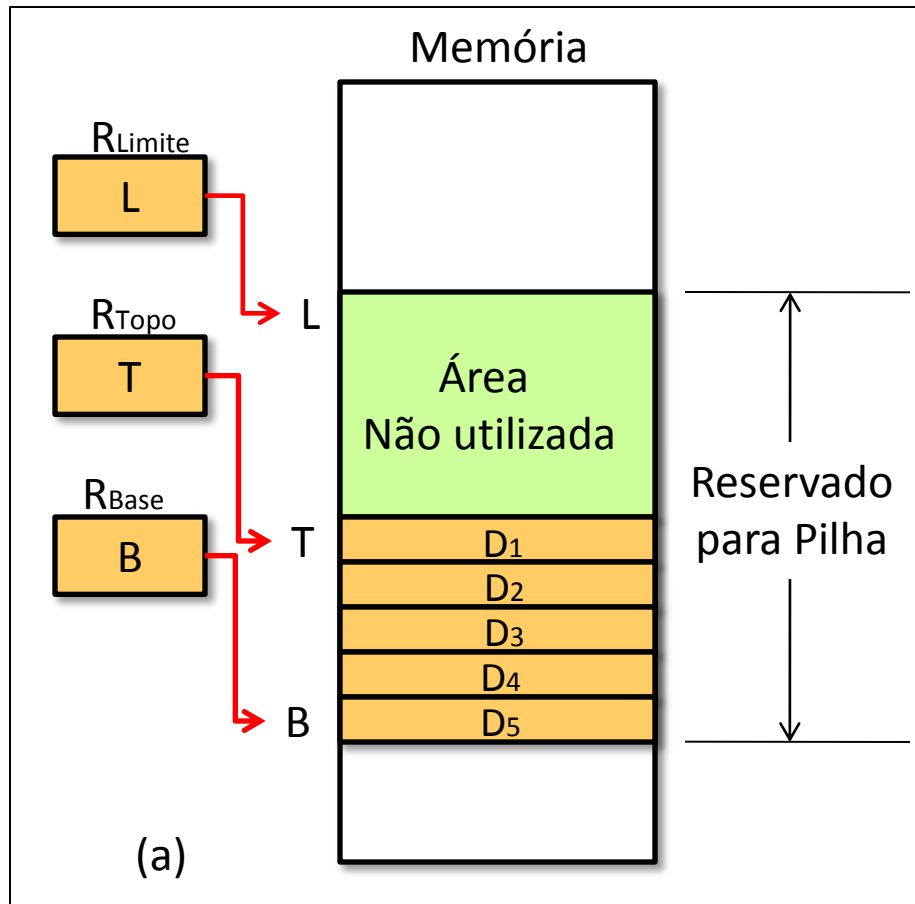 Memória
RLimite
L
L
RTopo
T
Área
Não utilizada
Reservado
para Pilha
RBase
B
T
D1
D2
D3
D4
B
D5
(a)